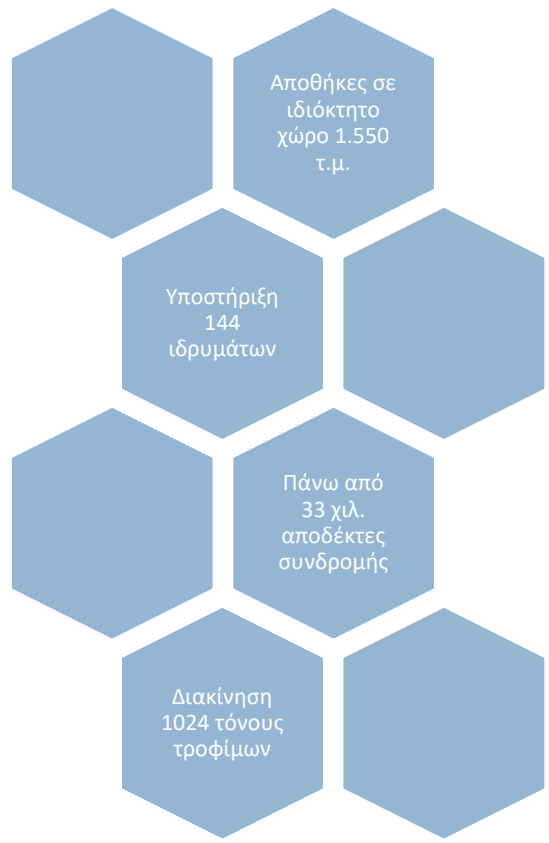 Αποθήκες σε
ιδιόκτητο
χώρο 1.550
τ.μ.
Υποστήριξη
144
ιδρυμάτων
Πάνω από
33 χιλ.
αποδέκτες
συνδρομής
Διακίνηση
1024 τόνους
τροφίμων